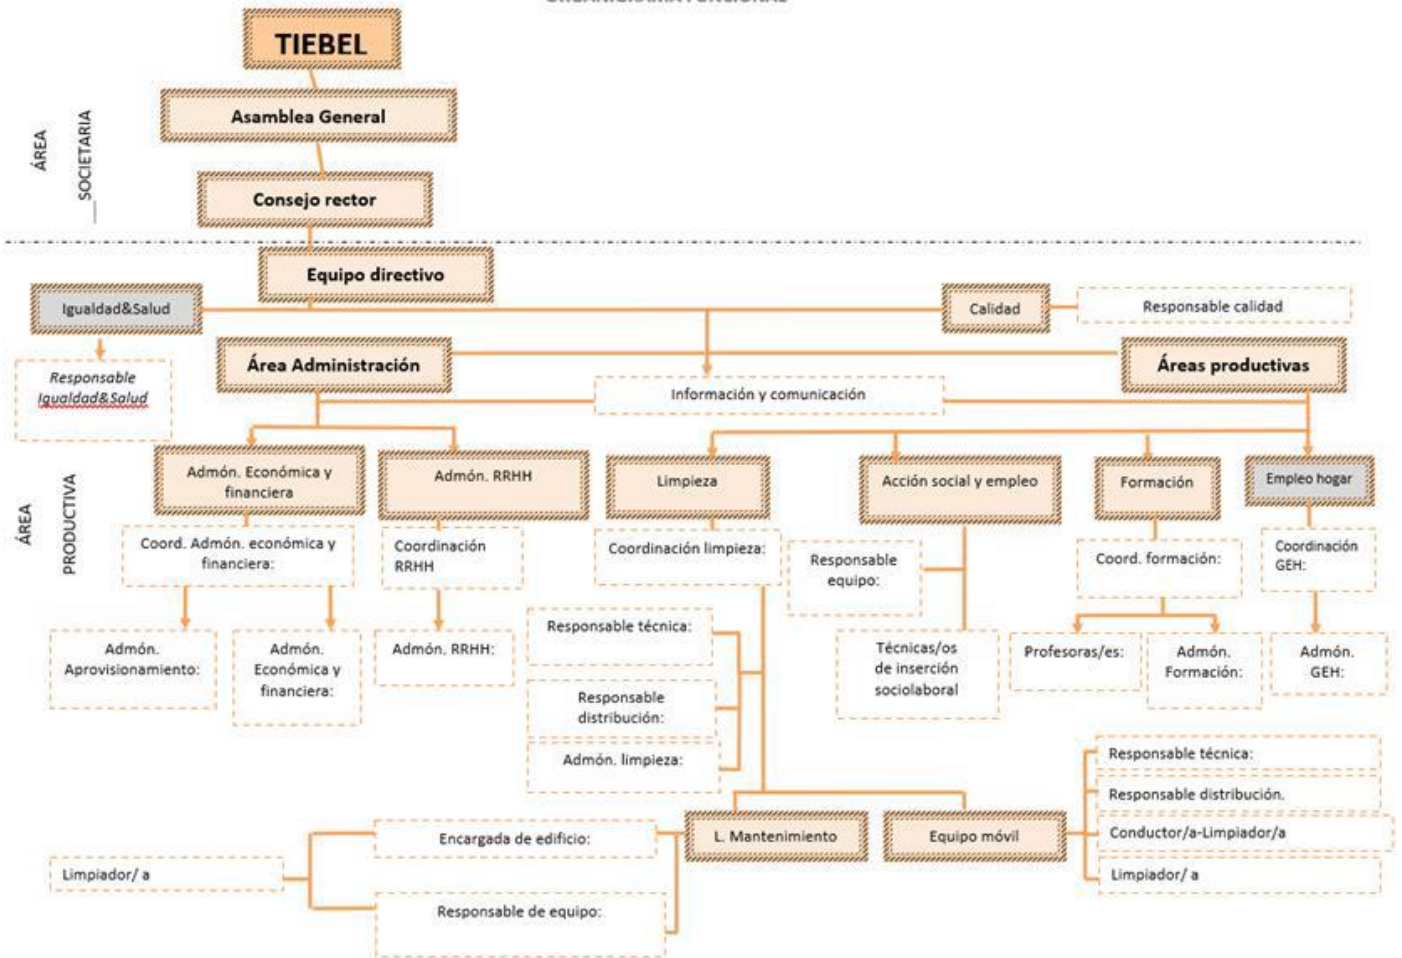 ORGANIGRAMA FUNCIONAL
TIEBEL
Asamblea General
Consejo rector
ÁREA
SOCIETARIA
Equipo directivo
Igualdad&Salud
Calidad
Responsable calidad
Responsable
Igualdad&Salud
Área Administración
Áreas productivas
Información y comunicación
ÁREA
PRODUCTIVA
Admón. Económica y
financiera
Admón. RRHH
Limpieza
Acción social y empleo
Formación
Empleo hogar
Coord. Admón. económica y
financiera:
Coordinación
RRHH
Coordinación limpieza:
Responsable
equipo:
Coord. formación:
Coordinación
GEH:
Admón.
Aprovisionamiento:
Admón.
Económica y
financiera:
Admón. RRHH:
Responsable técnica:
Responsable
distribución:
Admón. limpieza:
Técnicas/os
de inserción
sociolaboral
Profesoras/es:
Admón.
Formación:
Admón.
GEH:
L. Mantenimiento
Equipo móvil
Responsable técnica:
Responsable distribución.
Conductor/a-Limpiador/a
Limpiador/ a
Encargada de edificio:
Limpiador/ a
Responsable de equipo: